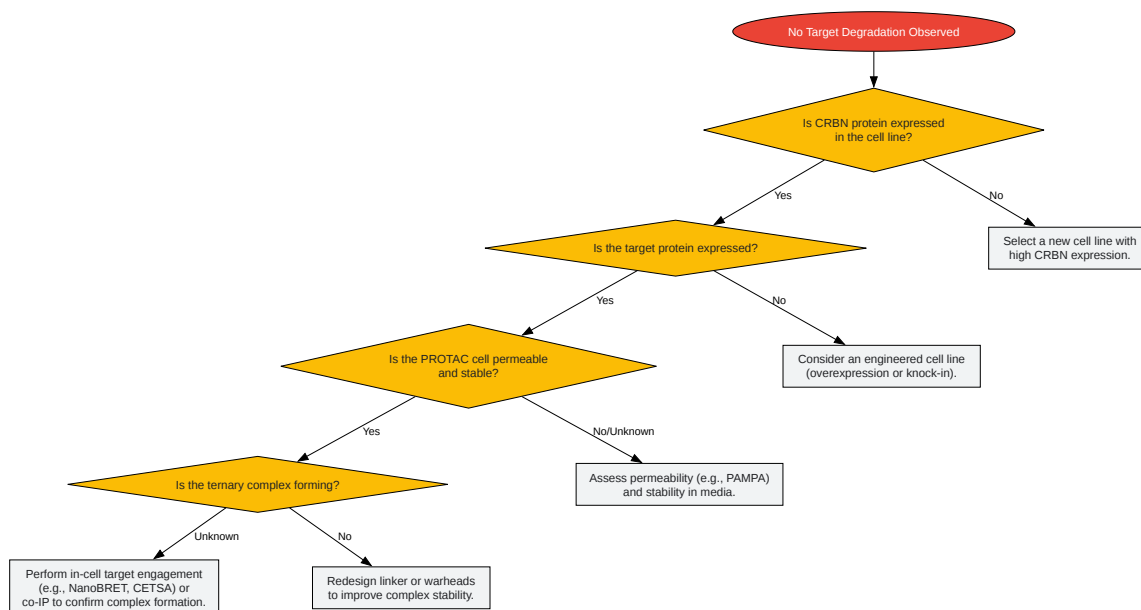 No Target Degradation Observed
Is CRBN protein expressed
in the cell line?
Yes
No
Is the target protein expressed?
Select a new cell line with
high CRBN expression.
Yes
No
Is the PROTAC cell permeable
and stable?
Consider an engineered cell line
(overexpression or knock-in).
Yes
No/Unknown
Is the ternary complex forming?
Assess permeability (e.g., PAMPA)
and stability in media.
Unknown
No
Perform in-cell target engagement
(e.g., NanoBRET, CETSA) or
co-IP to confirm complex formation.
Redesign linker or warheads
to improve complex stability.